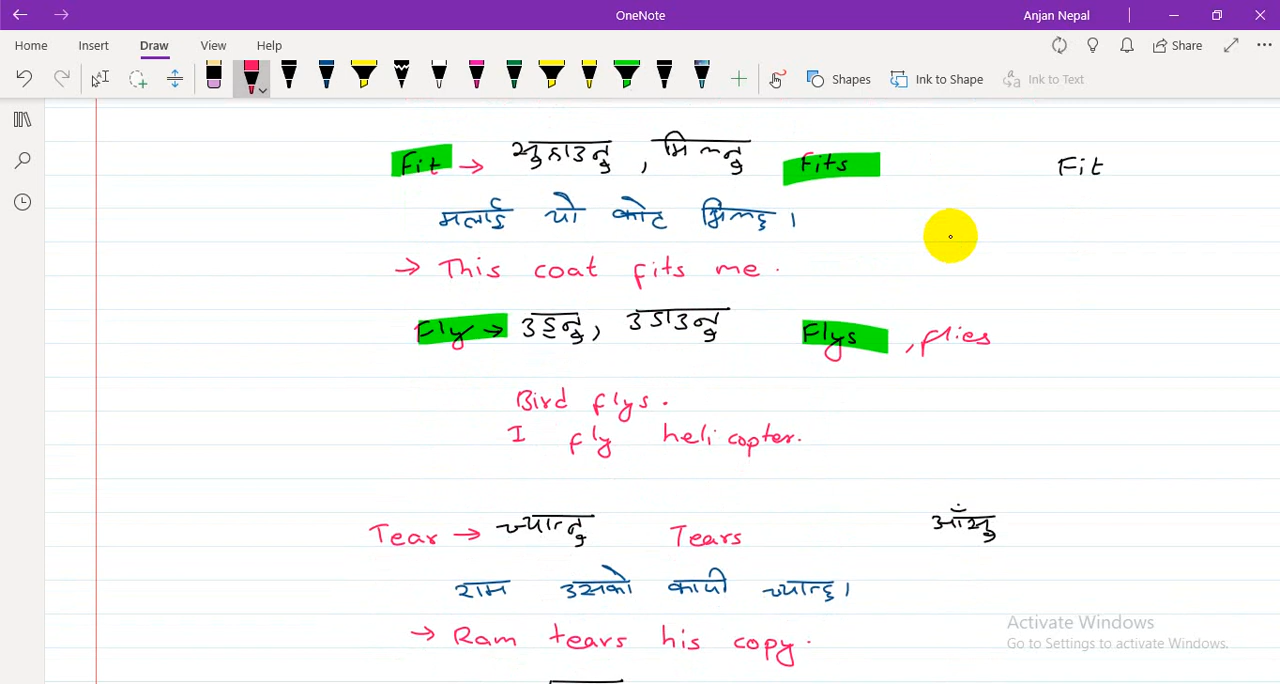 OneNote
Anjan Nepal
Home Insert Draw View Help
Share
Shapes Ink to Shape Ink to Text
Fit → सुहाउनु , मिल्नु Fits Fit
मलाई यो कोट मिल्छ ।
→ This coat fits me .
Fly → उड्नु, उडाउनु Flys , flies
Bird flys .
I fly helicopter.
Tear → च्यात्नु Tears आँसु
राम उसको कापी च्यात्छ ।
→ Ram tears his copy .
Activate Windows
Go to Settings to activate Windows.